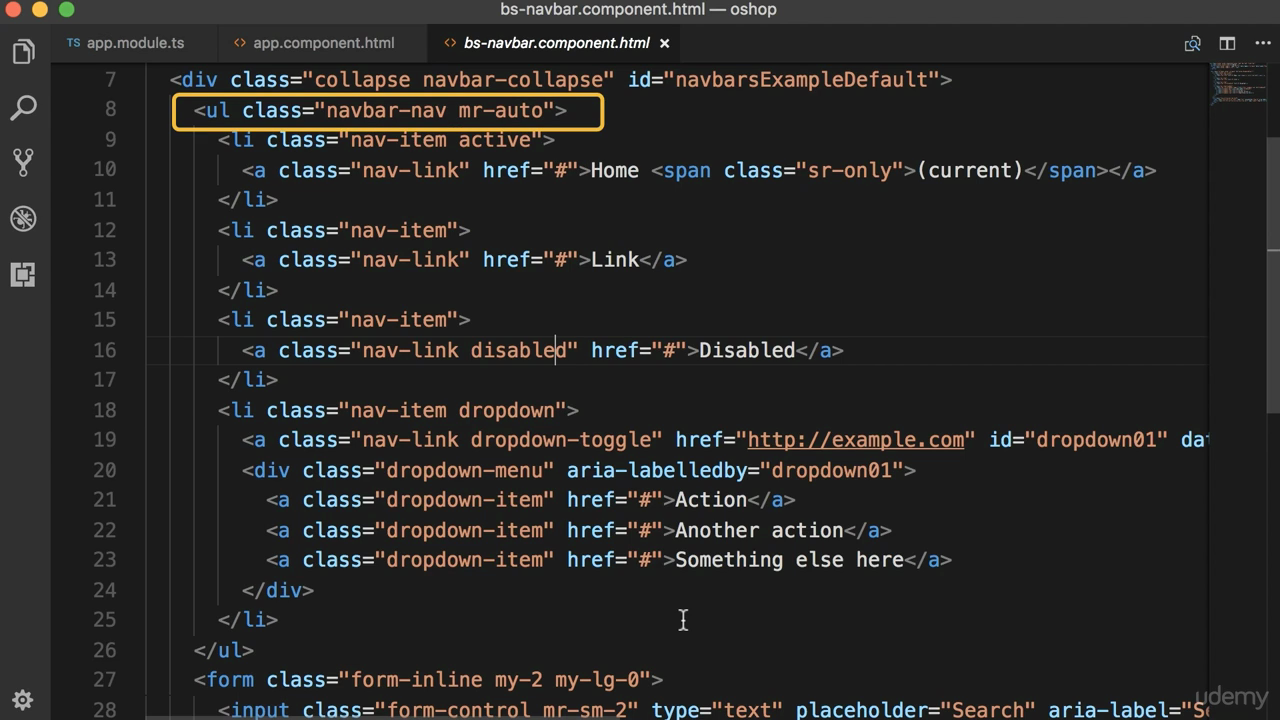 bs-navbar.component.html — oshop
TS app.module.ts
<> app.component.html
<> bs-navbar.component.html ×
7 <div class="collapse navbar-collapse" id="navbarsExampleDefault">
8 <ul class="navbar-nav mr-auto">
9 <li class="nav-item active">
10 <a class="nav-link" href="#">Home <span class="sr-only">(current)</span></a>
11 </li>
12 <li class="nav-item">
13 <a class="nav-link" href="#">Link</a>
14 </li>
15 <li class="nav-item">
16 <a class="nav-link disabled" href="#">Disabled</a>
17 </li>
18 <li class="nav-item dropdown">
19 <a class="nav-link dropdown-toggle" href="http://example.com" id="dropdown01" dat
20 <div class="dropdown-menu" aria-labelledby="dropdown01">
21 <a class="dropdown-item" href="#">Action</a>
22 <a class="dropdown-item" href="#">Another action</a>
23 <a class="dropdown-item" href="#">Something else here</a>
24 </div>
25 </li>
26 </ul>
27 <form class="form-inline my-2 my-lg-0">
28 <input class="form-control mr-sm-2" type="text" placeholder="Search" aria-label="S
udemy